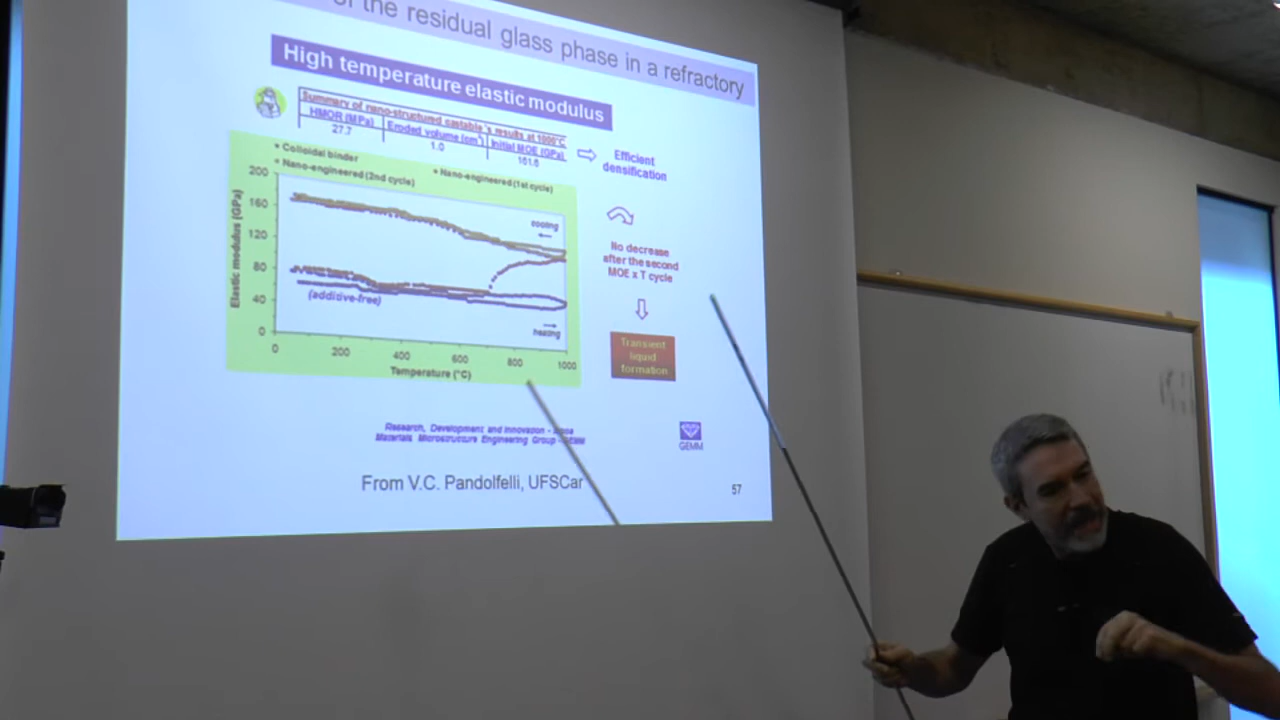 of the residual glass phase in a refractory
High temperature elastic modulus
Summary of nano-structured castable's results at 1000°C
HMOR (MPa) Eroded volume (cm³) Initial MOE (GPa)
27.7 1.0 161.6
Efficient
densification
• Colloidal binder
• Nano-engineered (2nd cycle) • Nano-engineered (1st cycle)
Elastic modulus (GPa)
200
160
120
80
40
0
cooling
(additive-free)
heating
0 200 400 600 800 1000
Temperature (°C)
No decrease
after the second
MOE x T cycle
Transient
liquid
formation
Research, Development and Innovation -
Materials Microstructure Engineering Group - GEMM
GEMM
From V.C. Pandolfelli, UFSCar
57